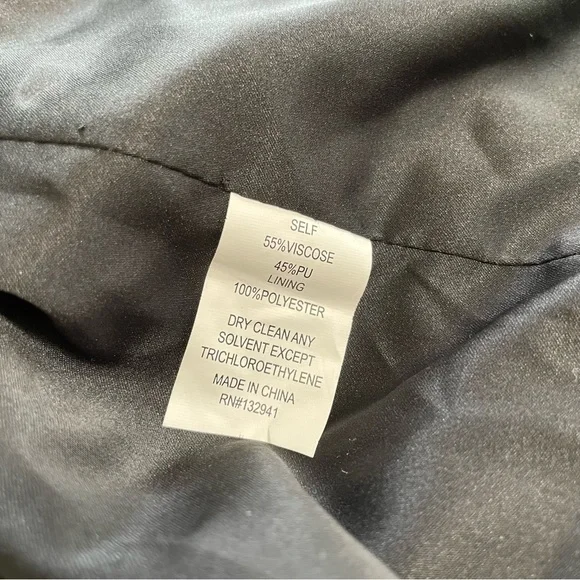 SELF
55%VISCOSE
45%PU
LINING
100%POLYESTER
DRY CLEAN ANY
SOLVENT EXCEPT
TRICHLOROETHYLENE
MADE IN CHINA
RN#132941